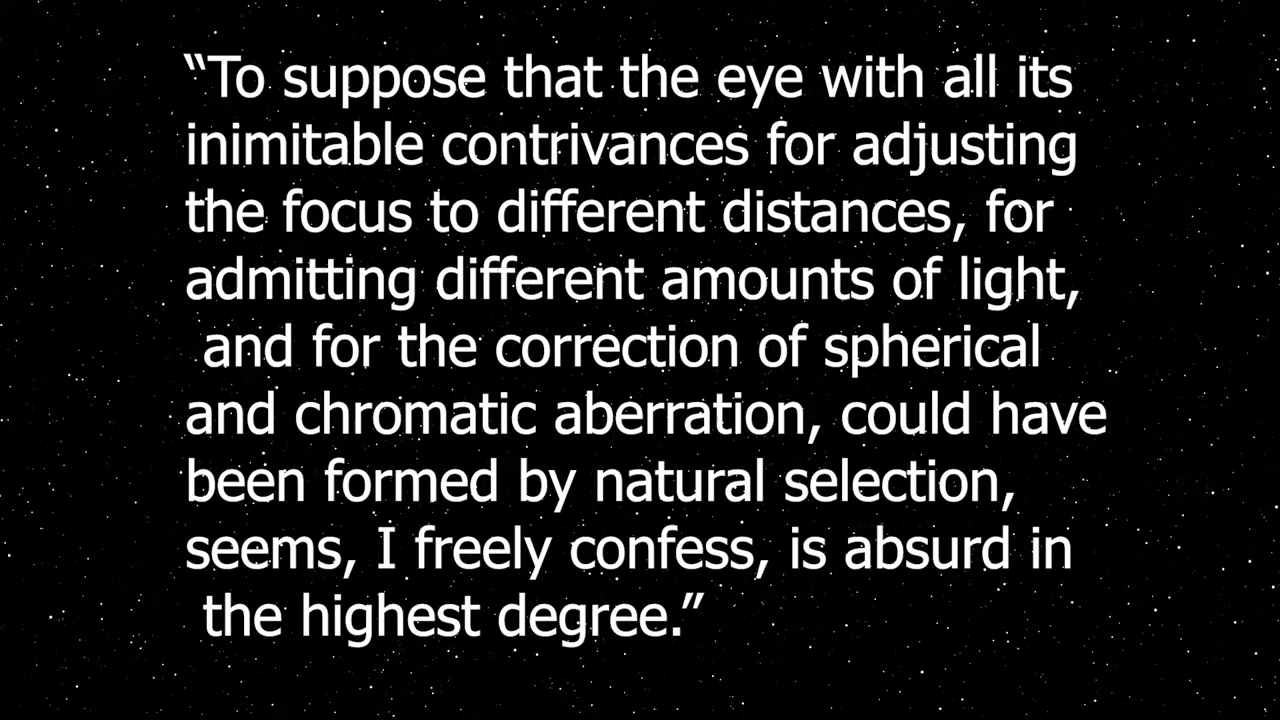 “To suppose that the eye with all its
inimitable contrivances for adjusting
the focus to different distances, for
admitting different amounts of light,
and for the correction of spherical
and chromatic aberration, could have
been formed by natural selection,
seems, I freely confess, is absurd in
the highest degree.”